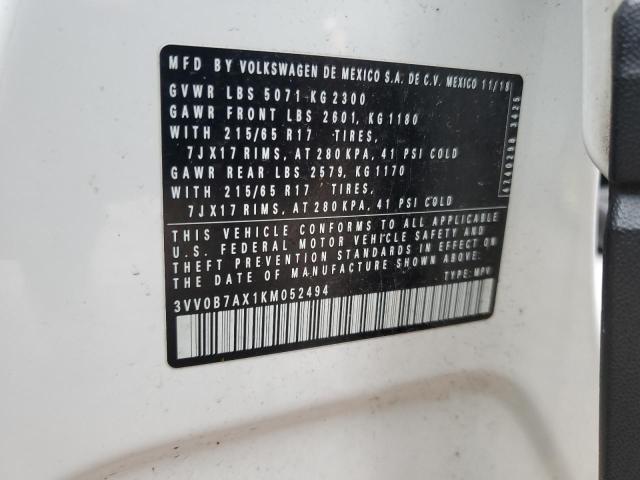 MFD BY VOLKSWAGEN DE MEXICO S.A. DE C.V. MEXICO 11/18
GVWR LBS 5071 KG 2300
GAWR FRONT LBS 2601, KG 1180
WITH 215/65 R17 TIRES,
7JX17 RIMS, AT 280 KPA, 41 PSI COLD
GAWR REAR LBS 2579, KG 1170
WITH 215/65 R17 TIRES,
7JX17 RIMS, AT 280 KPA, 41 PSI COLD
THIS VEHICLE CONFORMS TO ALL APPLICABLE
U.S. FEDERAL MOTOR VEHICLE SAFETY AND
THEFT PREVENTION STANDARDS IN EFFECT ON
THE DATE OF MANUFACTURE SHOWN ABOVE.
3VV0B7AX1KM052494 TYPE: MPV
3425